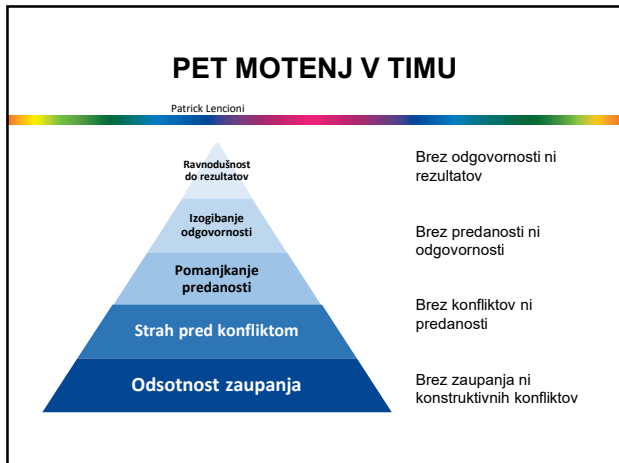 PET MOTENJ V TIMU
Patrick Lencioni
Ravnodušnost
do rezultatov
Brez odgovornosti ni
rezultatov
Izogibanje
odgovornosti
Brez predanosti ni
odgovornosti
Pomanjkanje
predanosti
Brez konfliktov ni
predanosti
Strah pred konfliktom
Odsotnost zaupanja
Brez zaupanja ni
konstruktivnih konfliktov